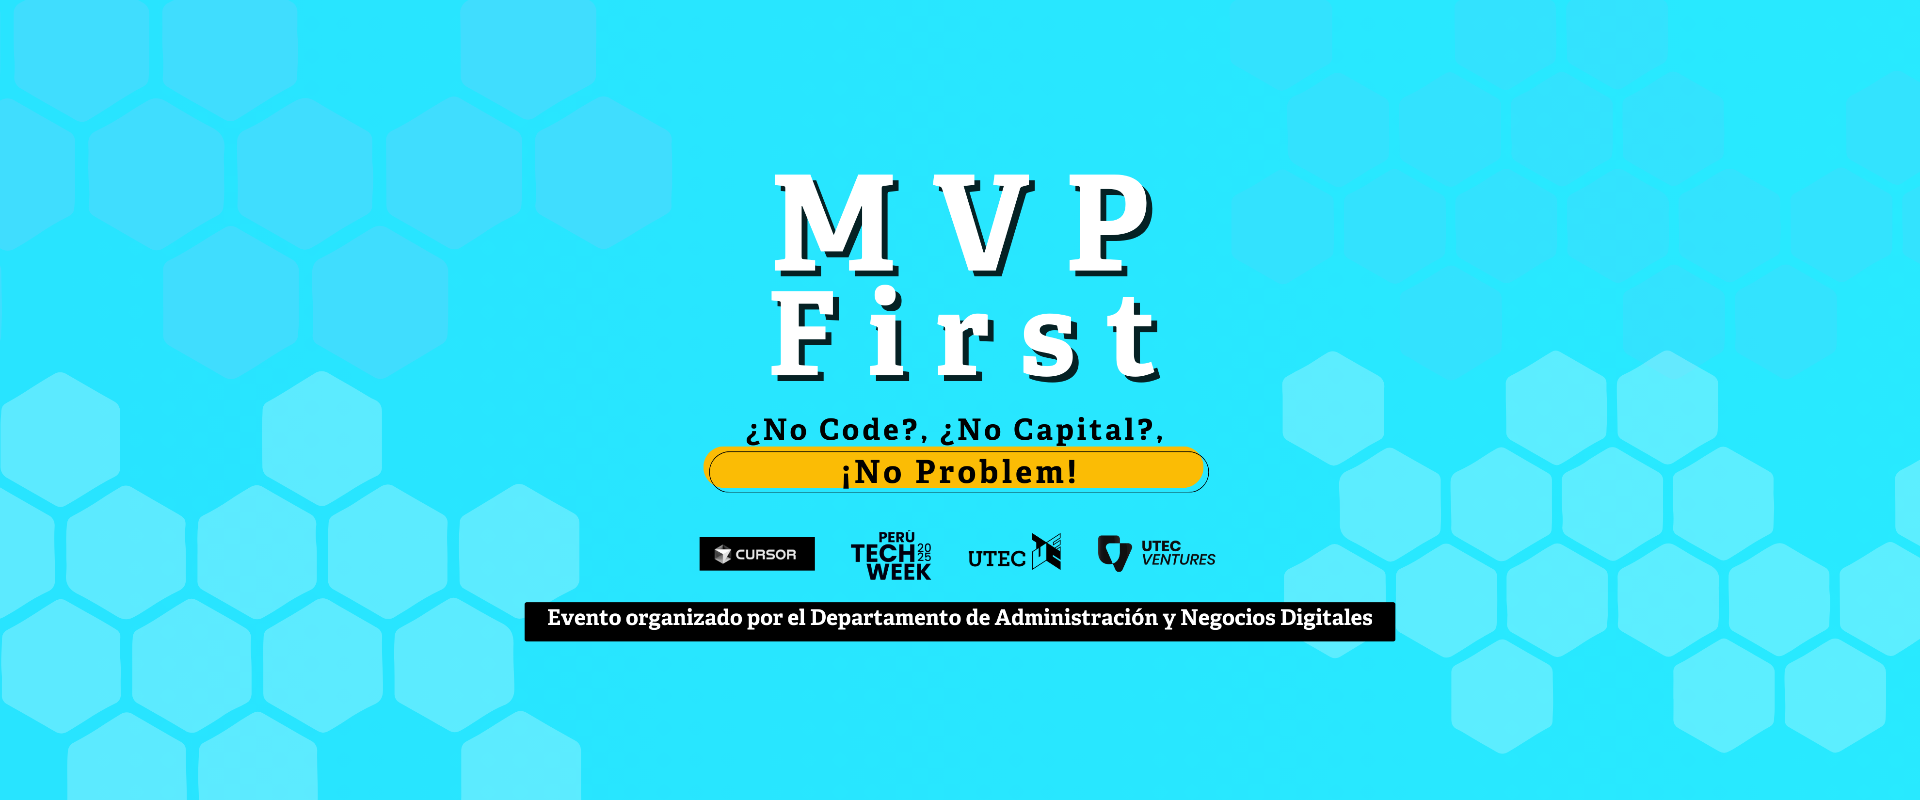 MVP
First
¿No Code?, ¿No Capital?,
¡No Problem!
CURSOR
PERÚ
TECH 2025
WEEK
UTEC
UTEC
VENTURES
Evento organizado por el Departamento de Administración y Negocios Digitales